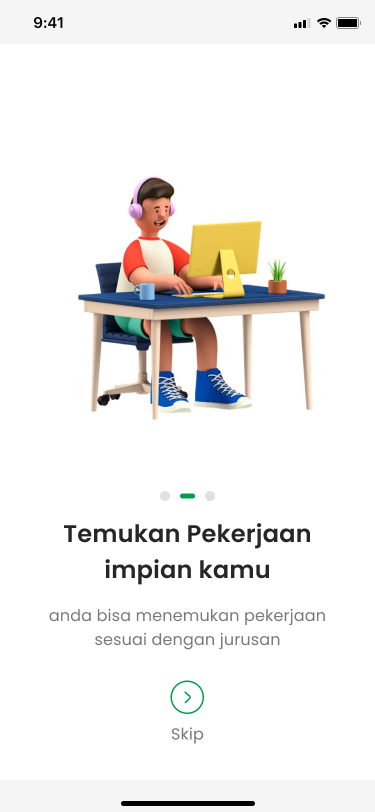 9:41
Temukan Pekerjaan
impian kamu
anda bisa menemukan pekerjaan
sesuai dengan jurusan
Skip